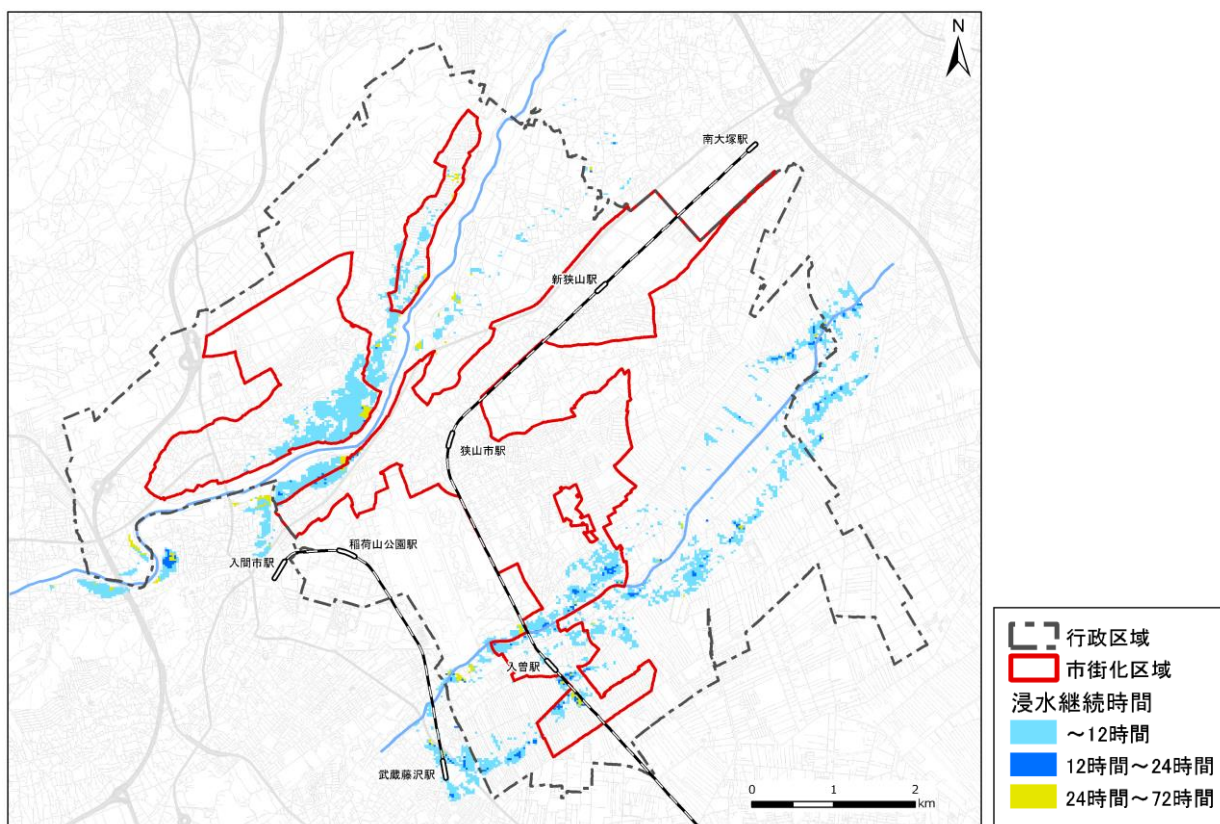 N
南大塚駅
新狭山駅
狭山市駅
稲荷山公園駅
入間市駅
入曽駅
武蔵藤沢駅
0 1 2
km
行政区域
市街化区域
浸水継続時間
～12時間
12時間～24時間
24時間～72時間